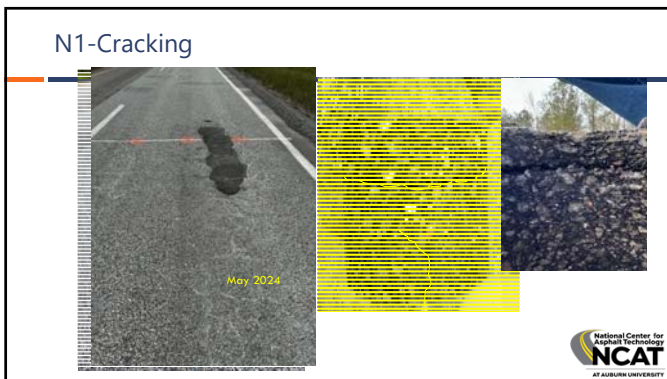 N1-Cracking
May 2024
National Center for
Asphalt Technology
NCAT
AT AUBURN UNIVERSITY